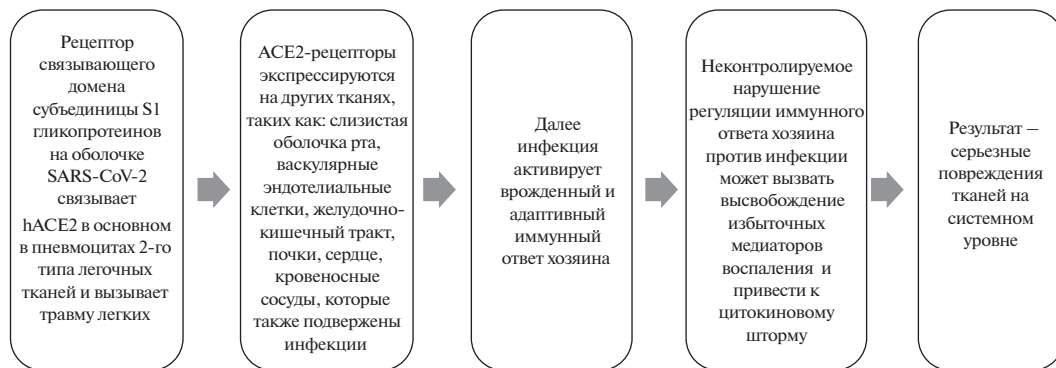 Рецептор
связывающего
домена
субъединицы S1
гликопротеинов
на оболочке
SARS-CoV-2
связывает
hACE2 в основном
в пневмоцитах 2-го
типа легочных
тканей и вызывает
травму легких
ACE2-рецепторы
экспрессируются
на других тканях,
таких как: слизистая
оболочка рта,
васкулярные
эндотелиальные
клетки, желудочно-
кишечный тракт,
почки, сердце,
кровеносные
сосуды, которые
также подвержены
инфекции
Далее
инфекция
активирует
врожденный и
адаптивный
иммунный
ответ хозяина
Неконтролируемое
нарушение
регуляции иммунного
ответа хозяина
против инфекции
может вызвать
высвобождение
избыточных
медиаторов
воспаления и
привести к
цитокиновому
шторму
Результат –
серьезные
повреждения
тканей на
системном
уровне